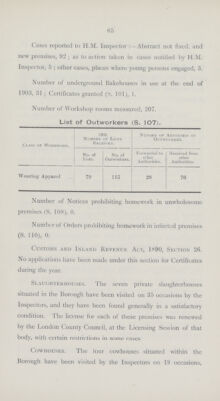 65
Cases reported to H.M. Inspector:—Abstract not fixed, and
new premises, 92; as to action taken in cases notified by H.M.
Inspector, 5; other cases, places where young persons engaged, 3.
Number of underground Bakehouses in use at the end of
1903, 31; Certificates granted (s. 101), 1.
Number of Workshop rooms measured, 207.
List of Outworkers (S. 107).
Class of Workshops.
Number of Lists Received.
Number of Addresses of Outworkers.
No. of Lists
No. of Outworkers.
Forwarded to other Authorities.
Received from other Authorities.
Wearing Apparel 79 115 28 76
Number of Notices prohibiting homework in unwholesome
premises (S. 108), 0.
Number of Orders prohibiting homework in infected premises
(S. 110), 0.
Customs and Inland Revenue Act, 1890, Section 26.
No applications have been made under this section for Certificates
during the year.
Slaughterhouses. The seven private slaughterhouses
situated in the Borough have been visited on 35 occasions by the
Inspectors, and they have been found generally in a satisfactory
condition. The license for each of these premises was renewed
by the London County Council, at the Licensing Session of that
body, with certain restrictions in some cases.
Cowhouses. The four cowhouses situated within the
Borough have been visited by the Inspectors on 18 occasions,